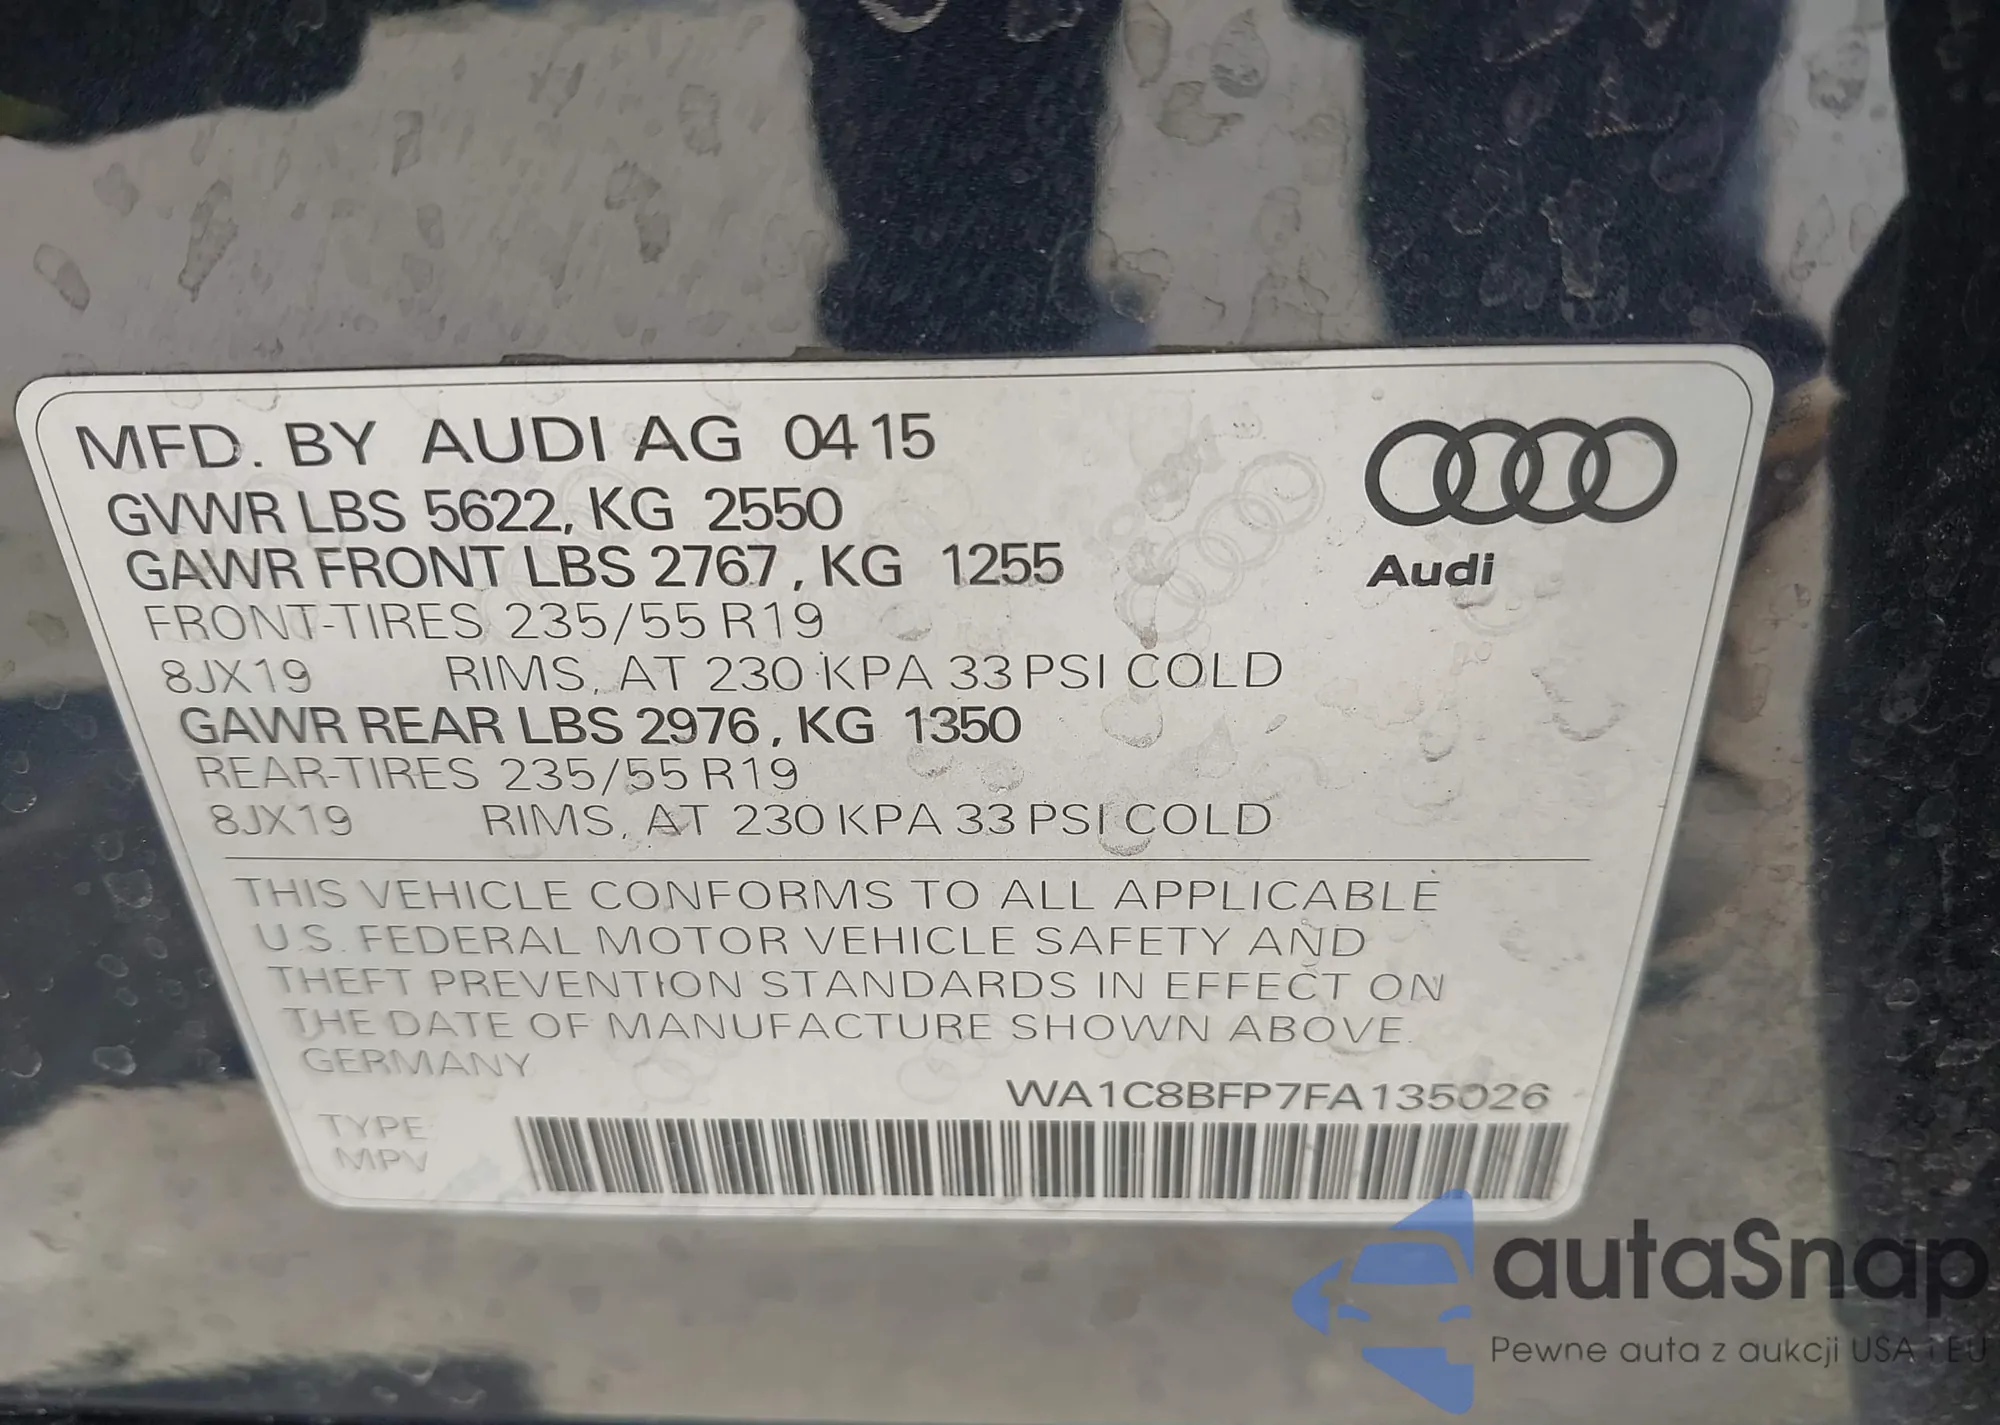 MFD. BY AUDI AG 04 15
GVWR LBS 5622, KG 2550
GAWR FRONT LBS 2767, KG 1255
FRONT-TIRES 235/55 R19
8JX19 RIMS, AT 230 KPA 33 PSI COLD
GAWR REAR LBS 2976, KG 1350
REAR-TIRES 235/55 R19
8JX19 RIMS, AT 230 KPA 33 PSI COLD
Audi
THIS VEHICLE CONFORMS TO ALL APPLICABLE
U.S. FEDERAL MOTOR VEHICLE SAFETY AND
THEFT PREVENTION STANDARDS IN EFFECT ON
THE DATE OF MANUFACTURE SHOWN ABOVE.
GERMANY
WA1C8BFP7FA135026
TYPE:
MPV
autaSnap
Pewne auta z aukcji USA i EU